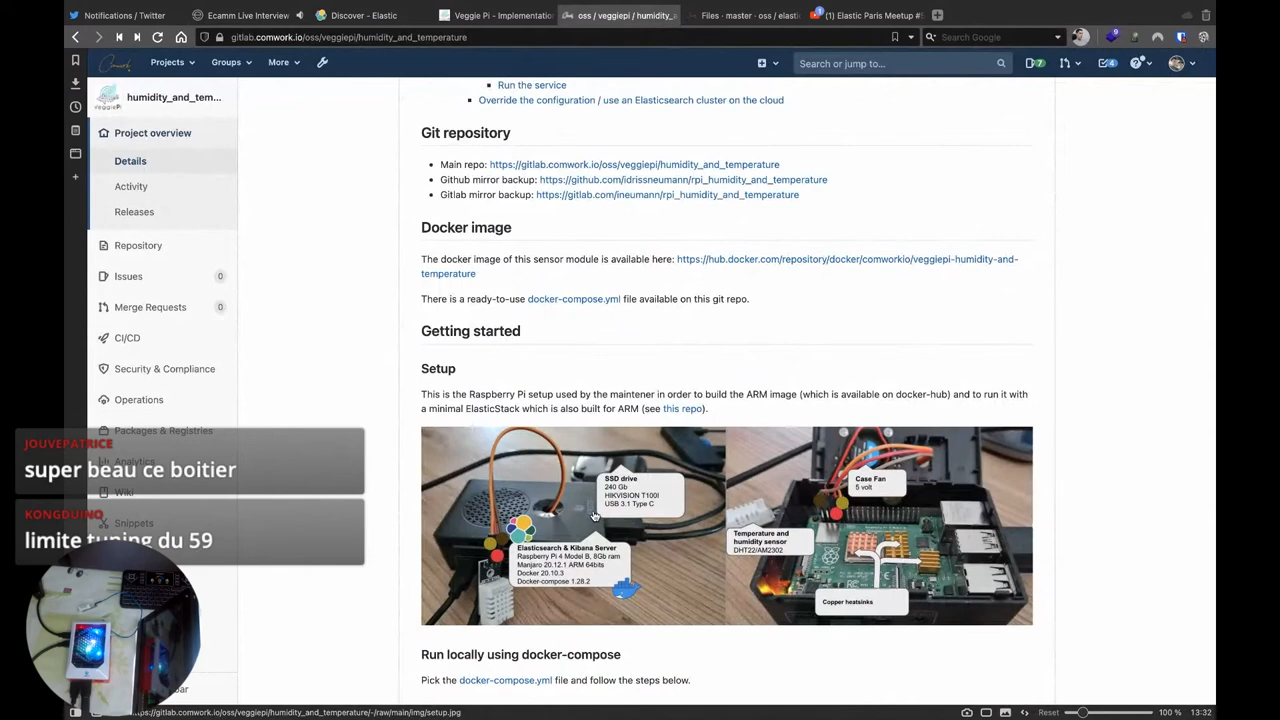 Notifications / Twitter
Ecamm Live Interview
Discover - Elastic
Veggie Pi - Implementatio
oss / veggiepi / humidity_a
Files · master · oss / elasti
(1) Elastic Paris Meetup #
gitlab.comwork.io/oss/veggiepi/humidity_and_temperature
Search Google
Projects
Groups
More
Search or jump to...
7
4
humidity_and_tem...
Project overview
Details
Activity
Releases
Repository
Issues
0
Merge Requests
0
CI/CD
Security & Compliance
Operations
Packages & Registries
Wiki
Snippets
Run the service
Override the configuration / use an Elasticsearch cluster on the cloud
Git repository
Main repo: https://gitlab.comwork.io/oss/veggiepi/humidity_and_temperature
Github mirror backup: https://github.com/idrissneumann/rpi_humidity_and_temperature
Gitlab mirror backup: https://gitlab.com/ineumann/rpi_humidity_and_temperature
Docker image
The docker image of this sensor module is available here: https://hub.docker.com/repository/docker/comworkio/veggiepi-humidity-and-
temperature
There is a ready-to-use docker-compose.yml file available on this git repo.
Getting started
Setup
This is the Raspberry Pi setup used by the maintener in order to build the ARM image (which is available on docker-hub) and to run it with
a minimal ElasticStack which is also built for ARM (see this repo).
SSD drive
240 Gb
HIKVISION T100I
USB 3.1 Type C
Elasticsearch & Kibana Server
Raspberry Pi 4 Model B, 8Gb ram
Manjaro 20.12.1 ARM 64bits
Docker 20.10.3
Docker-compose 1.28.2
Case Fan
5 volt
Temperature and
humidity sensor
DHT22/AM2302
Copper heatsinks
Run locally using docker-compose
Pick the docker-compose.yml file and follow the steps below.
JOUVEPATRICE
super beau ce boitier
KONGDUINO
limite tuning du 59
https://gitlab.comwork.io/oss/veggiepi/humidity_and_temperature/-/raw/main/img/setup.jpg
Reset
100 %
13:32